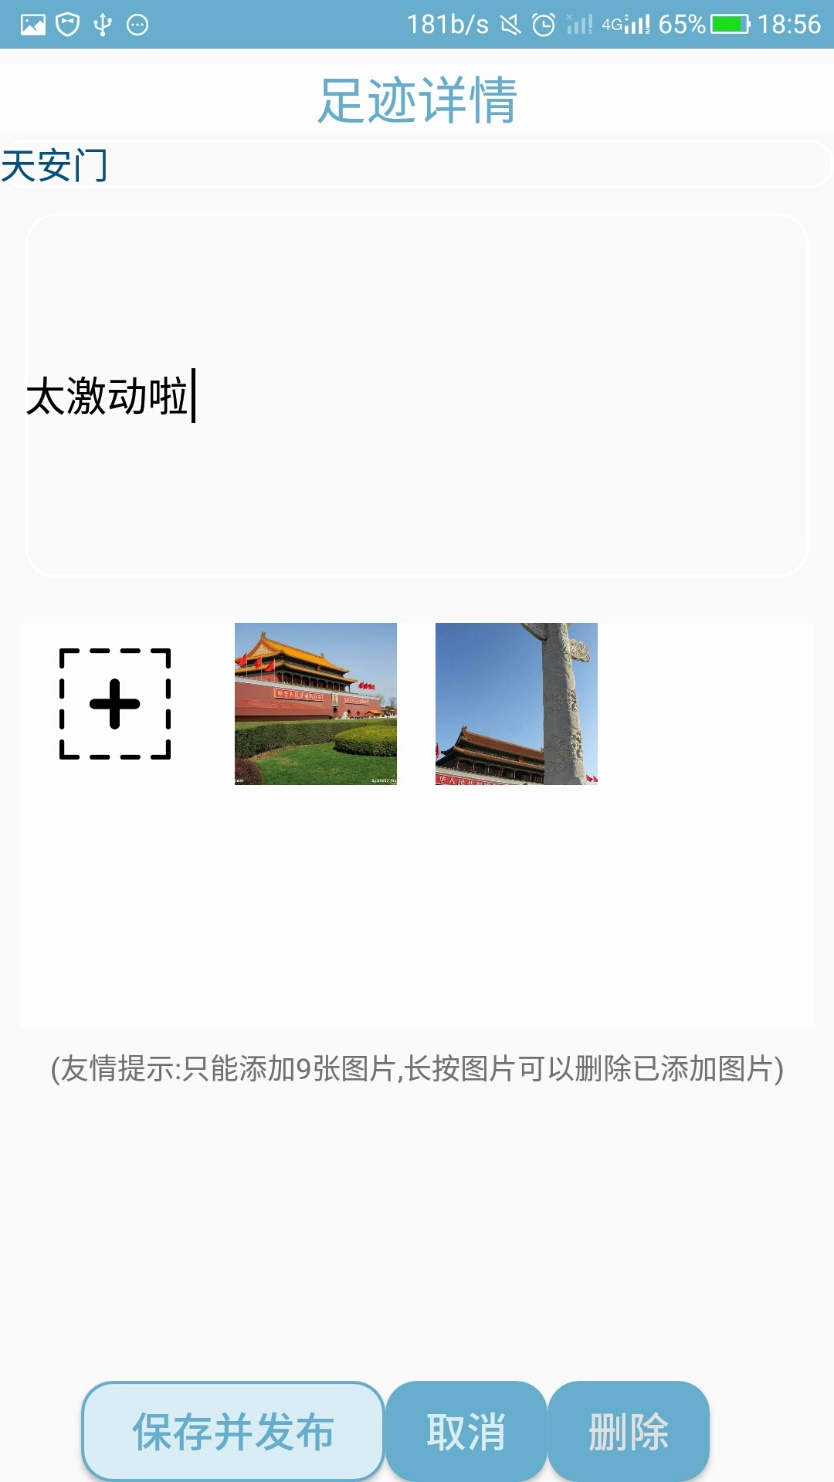 181b/s 4G 65% 18:56
足迹详情
天安门
太激动啦
(友情提示:只能添加9张图片,长按图片可以删除已添加图片)
保存并发布 取消 删除